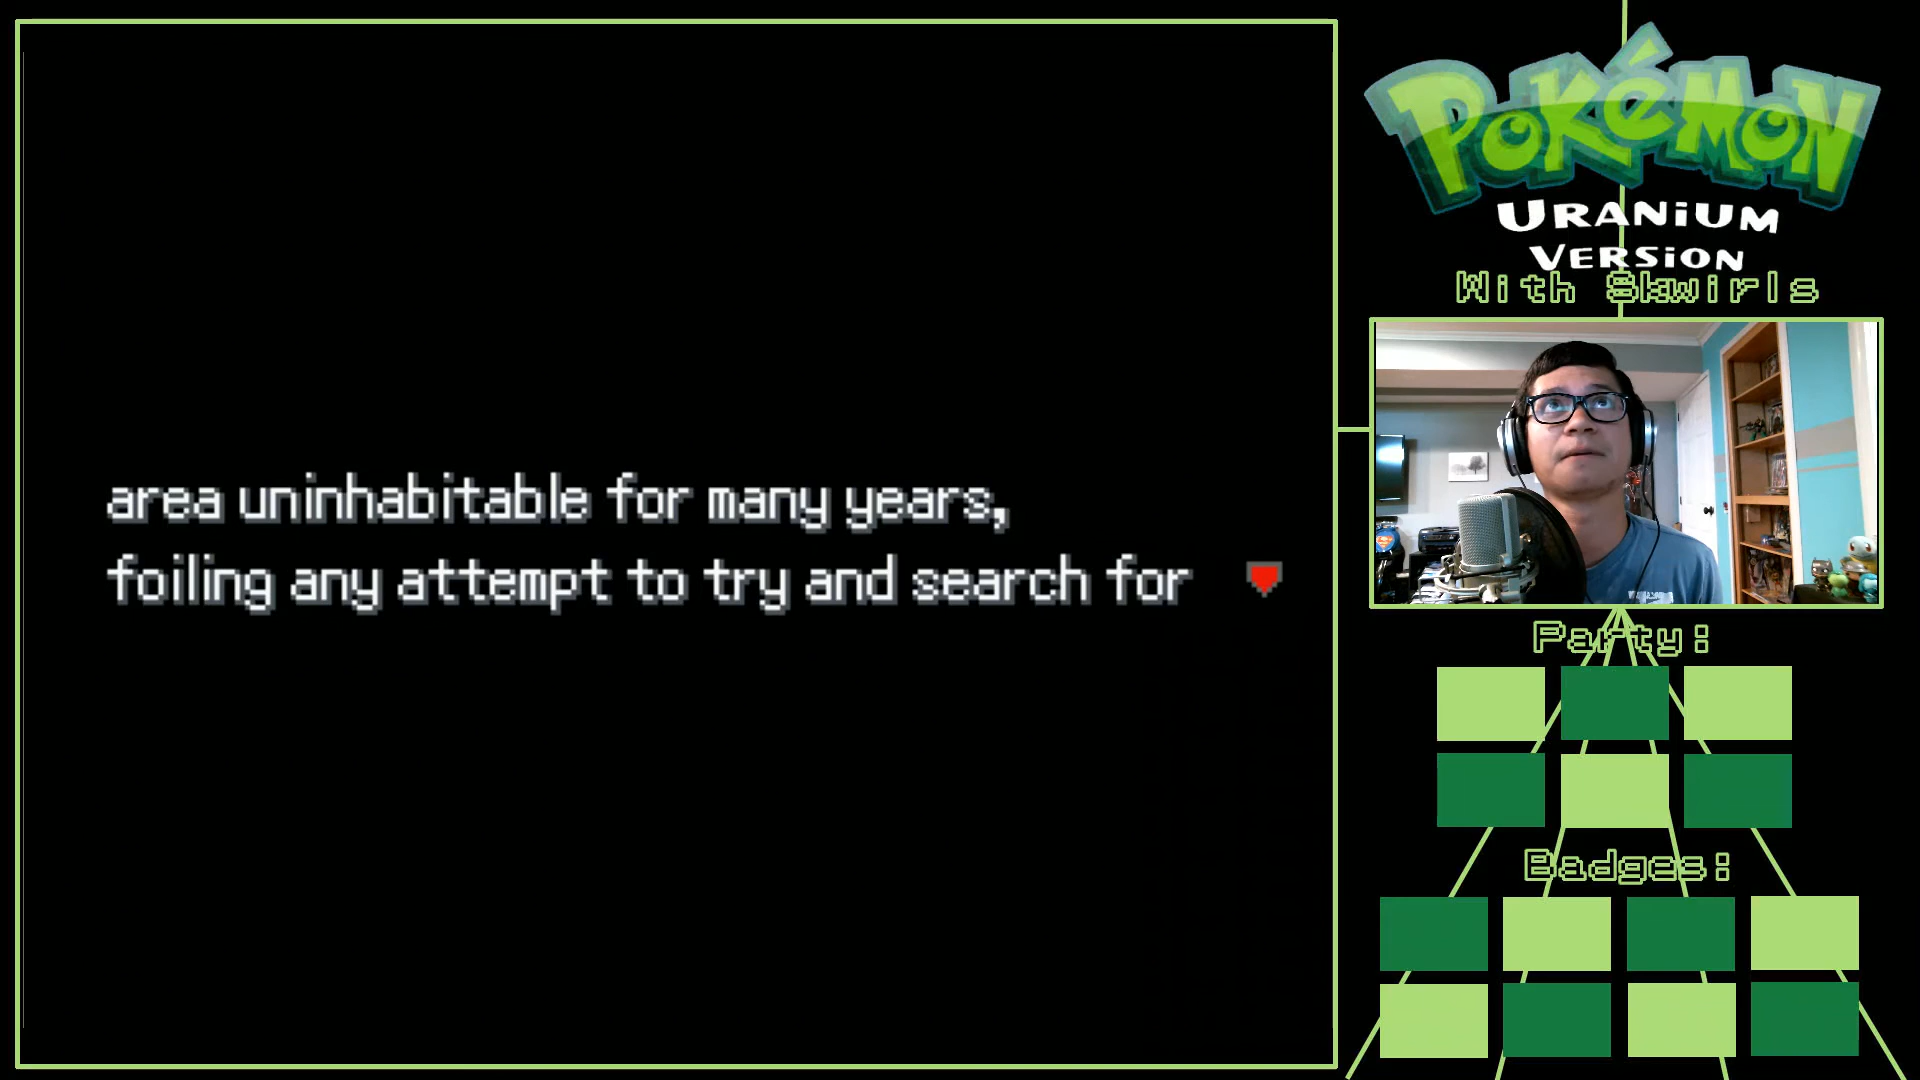 area uninhabitable for many years,
foiling any attempt to try and search for
POKéMON
URANiUM
VERSiON
With Skwirls
Party:
Badges: